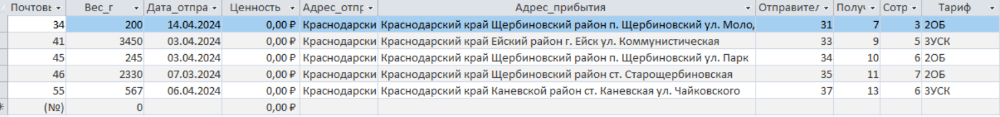 Почтовь Вес_г Дата_отпра Ценность Адрес_отпр Адрес_прибытия Отправител Получ Сотр Тариф
34 200 14.04.2024 0,00 ₽ Краснодарски Краснодарский край Щербиновский район п. Щербиновский ул. Моло, 31 7 3 2ОБ
41 3450 03.04.2024 0,00 ₽ Краснодарски Краснодарский край Ейский район г. Ейск ул. Коммунистическая 33 9 5 3УСК
45 245 03.04.2024 0,00 ₽ Краснодарски Краснодарский край Щербиновский район п. Щербиновский ул. Парк 34 10 6 2ОБ
46 2330 07.03.2024 0,00 ₽ Краснодарски Краснодарский край Щербиновский район ст. Старощербиновская 35 11 7 2ОБ
55 567 06.04.2024 0,00 ₽ Краснодарски Краснодарский край Каневской район ст. Каневская ул. Чайковского 37 13 6 3УСК
(№) 0 0,00 ₽